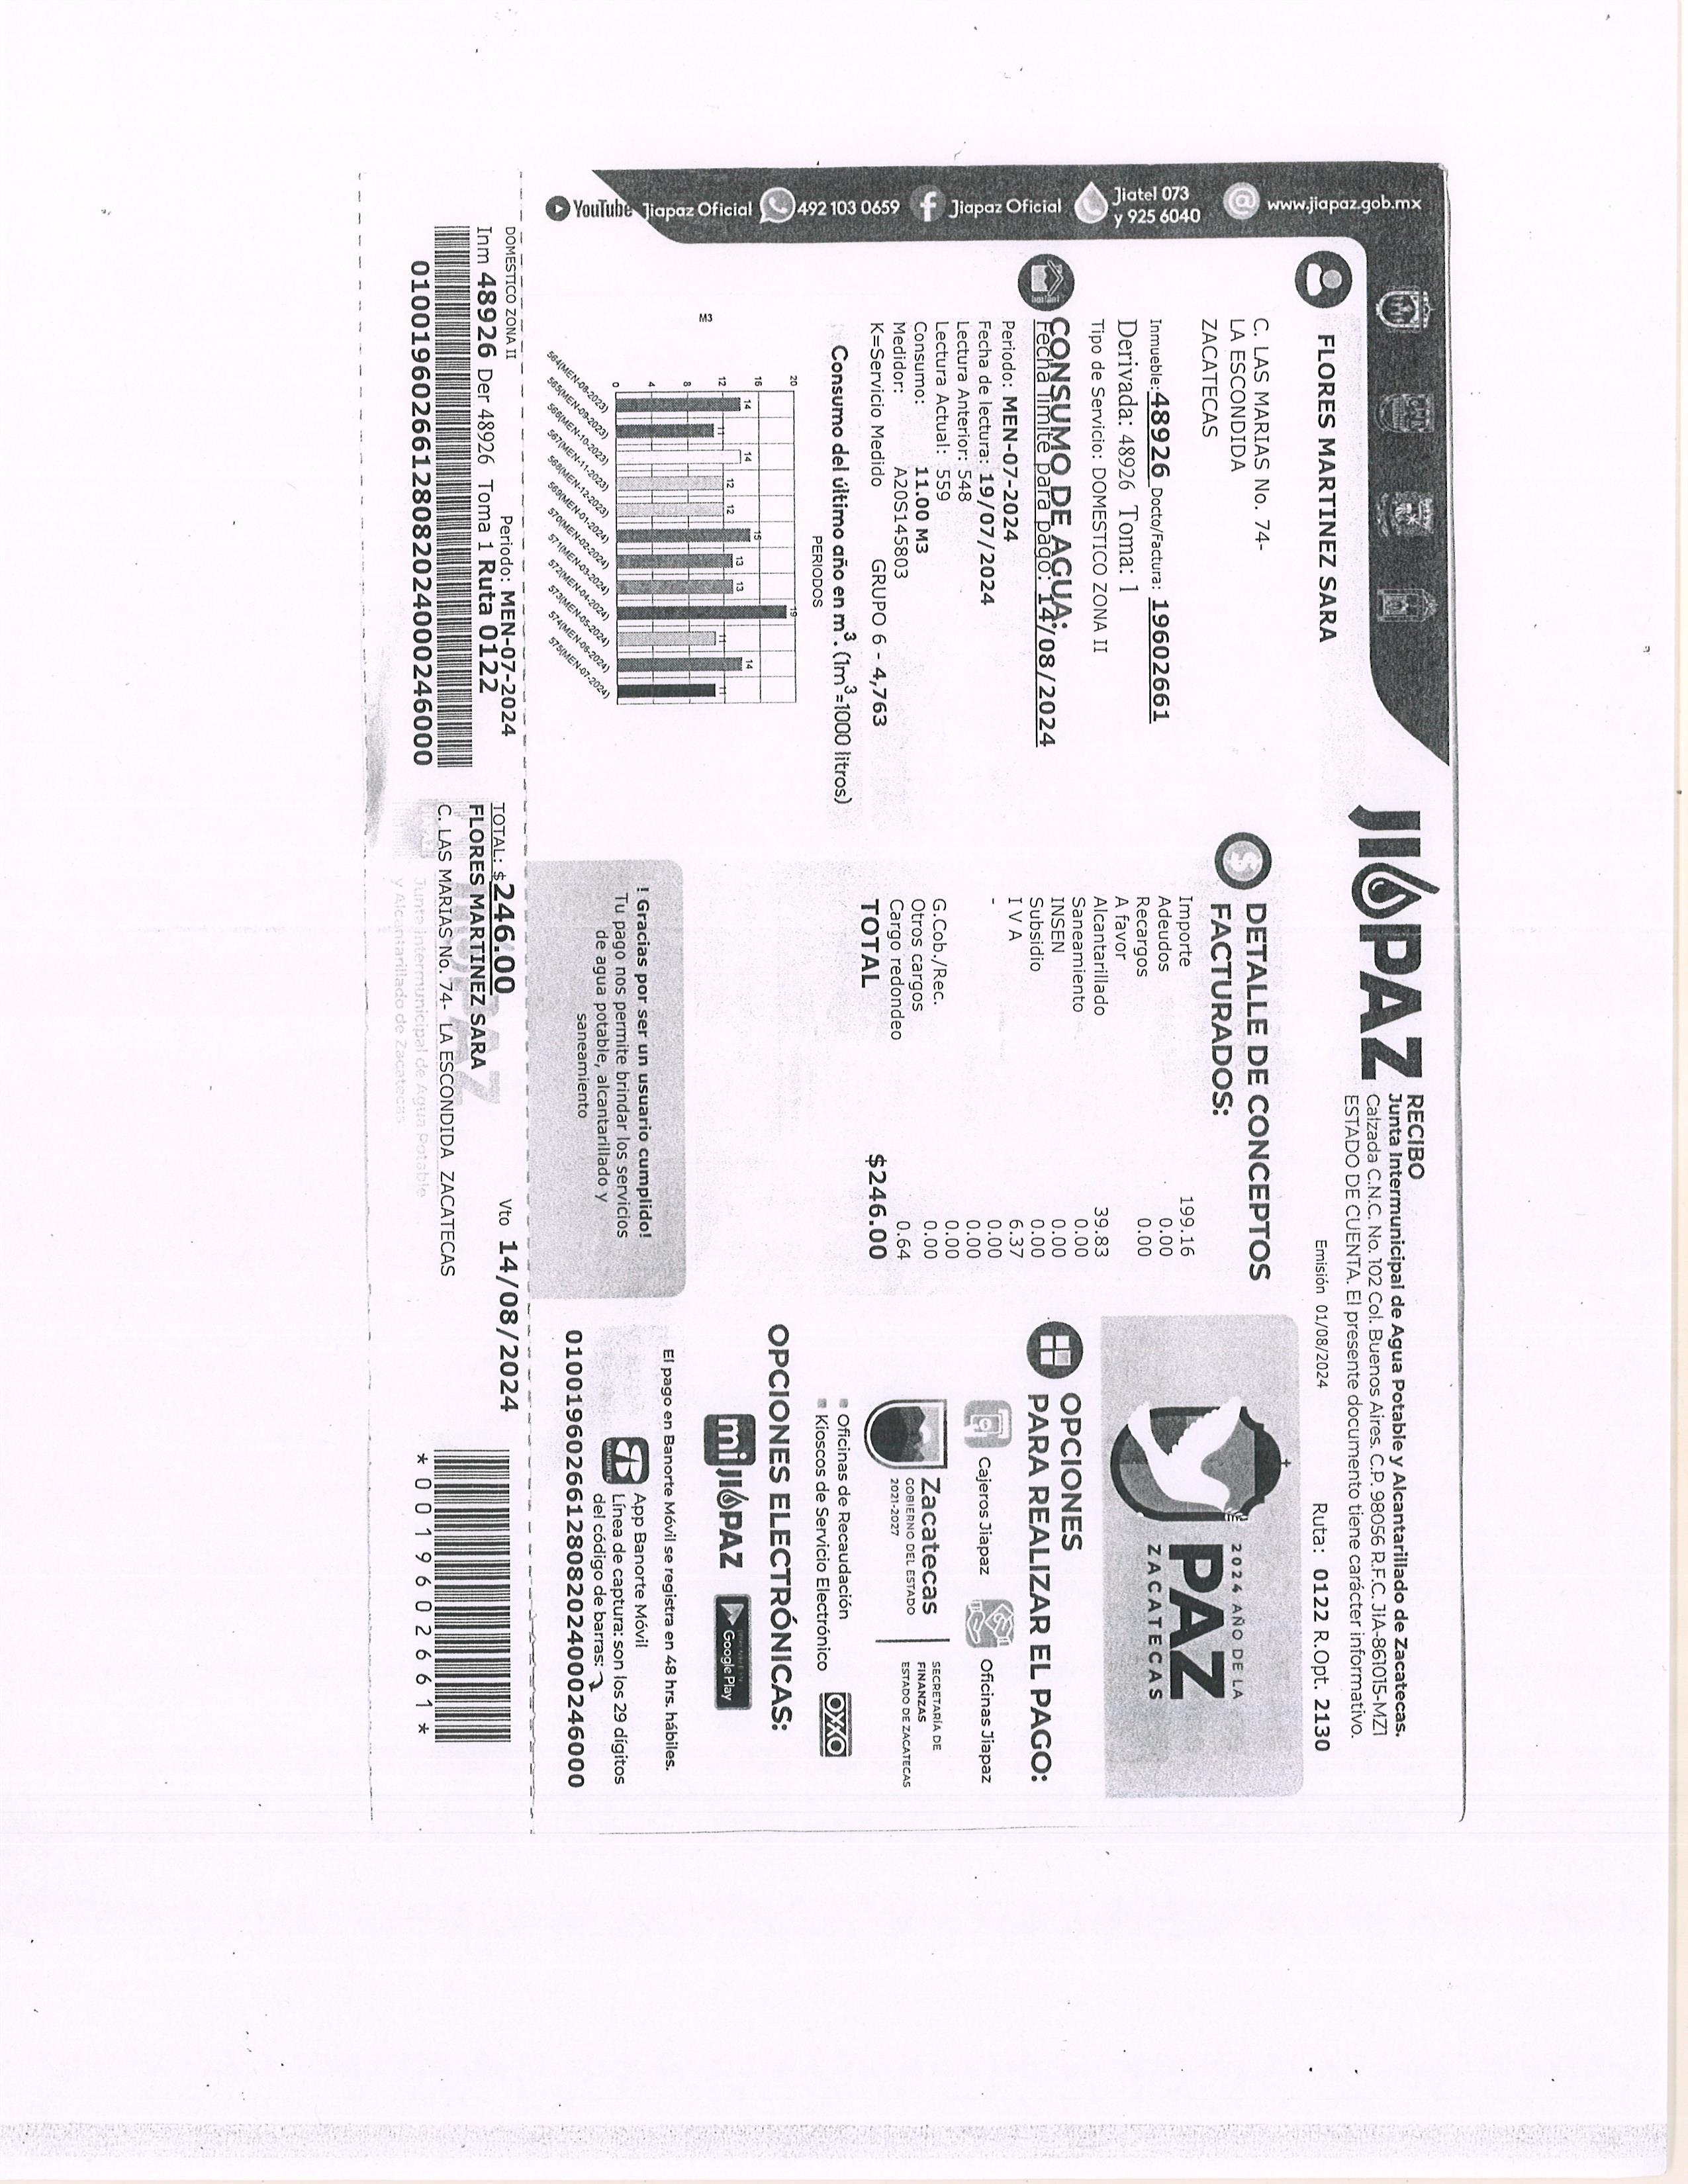 www.jiapaz.gob.mx
Jiatel 073
y 925 6040
Jiapaz Oficial
492 103 0659
Jiapaz Oficial
YouTube
JIAPAZ
RECIBO
Junta Intermunicipal de Agua Potable y Alcantarillado de Zacatecas.
Calzada C.N.C. No. 102 Col. Buenos Aires. C.P. 98056 R.F.C. JIA-861015-MZ1
ESTADO DE CUENTA. El presente documento tiene carácter informativo.
Emisión 01/08/2024 Ruta: 0122 R.Opt. 2130
FLORES MARTINEZ SARA
C. LAS MARIAS No. 74-
LA ESCONDIDA
ZACATECAS
Inmueble:48926 Docto/Factura: 196022661
Derivada: 48926 Toma: 1
Tipo de Servicio: DOMESTICO ZONA II
CONSUMO DE AGUA:
Fecha límite para pago: 14/08/2024
Periodo: MEN-07-2024
Fecha de lectura: 19/07/2024
Lectura Anterior: 548
Lectura Actual: 559
Consumo: 11.00 M3
Medidor: A20S145803
K=Servicio Medido GRUPO 6 - 4,763
Consumo del último año en m³. (1m³=1000 litros)
PERIODOS
M3
20
16
12
8
4
0
14
11
14
12
12
15
13
13
19
11
14
11
564(MEN-08-2023)
565(MEN-09-2023)
566(MEN-10-2023)
567(MEN-11-2023)
568(MEN-12-2023)
569(MEN-01-2024)
570(MEN-02-2024)
571(MEN-03-2024)
572(MEN-04-2024)
573(MEN-05-2024)
574(MEN-06-2024)
575(MEN-07-2024)
DETALLE DE CONCEPTOS
FACTURADOS:
Importe 199.16
Adeudos 0.00
Recargos 0.00
A favor
Alcantarillado 39.83
Saneamiento 0.00
INSEN 0.00
Subsidio 0.00
I V A 6.37
- 0.00
0.00
0.00
G.Cob./Rec. 0.00
Otros cargos 0.00
Cargo redondeo 0.64
TOTAL $246.00
! Gracias por ser un usuario cumplido!
Tu pago nos permite brindar los servicios
de agua potable, alcantarillado y
saneamiento
2024 AÑO DE LA
PAZ
ZACATECAS
OPCIONES
PARA REALIZAR EL PAGO:
Cajeros Jiapaz
Oficinas Jiapaz
Zacatecas
GOBIERNO DEL ESTADO
2021-2027
SECRETARÍA DE
FINANZAS
ESTADO DE ZACATECAS
Oficinas de Recaudación
Kioscos de Servicio Electrónico
OXXO
OPCIONES ELECTRÓNICAS:
mi JIAPAZ
Google Play
El pago en Banorte Móvil se registra en 48 hrs. hábiles.
BANORTE
App Banorte Móvil
Línea de captura: son los 29 dígitos
del código de barras:
01001960266128082024000246000
DOMESTICO ZONA II Periodo: MEN-07-2024
Inm 48926 Der 48926 Toma 1 Ruta 0122
01001960266128082024000246000
TOTAL: $246.00 Vto 14/08/2024
FLORES MARTINEZ SARA
C. LAS MARIAS No. 74- LA ESCONDIDA ZACATECAS
Junta Intermunicipal de Agua Potable
y Alcantarillado de Zacatecas
*00196022661*